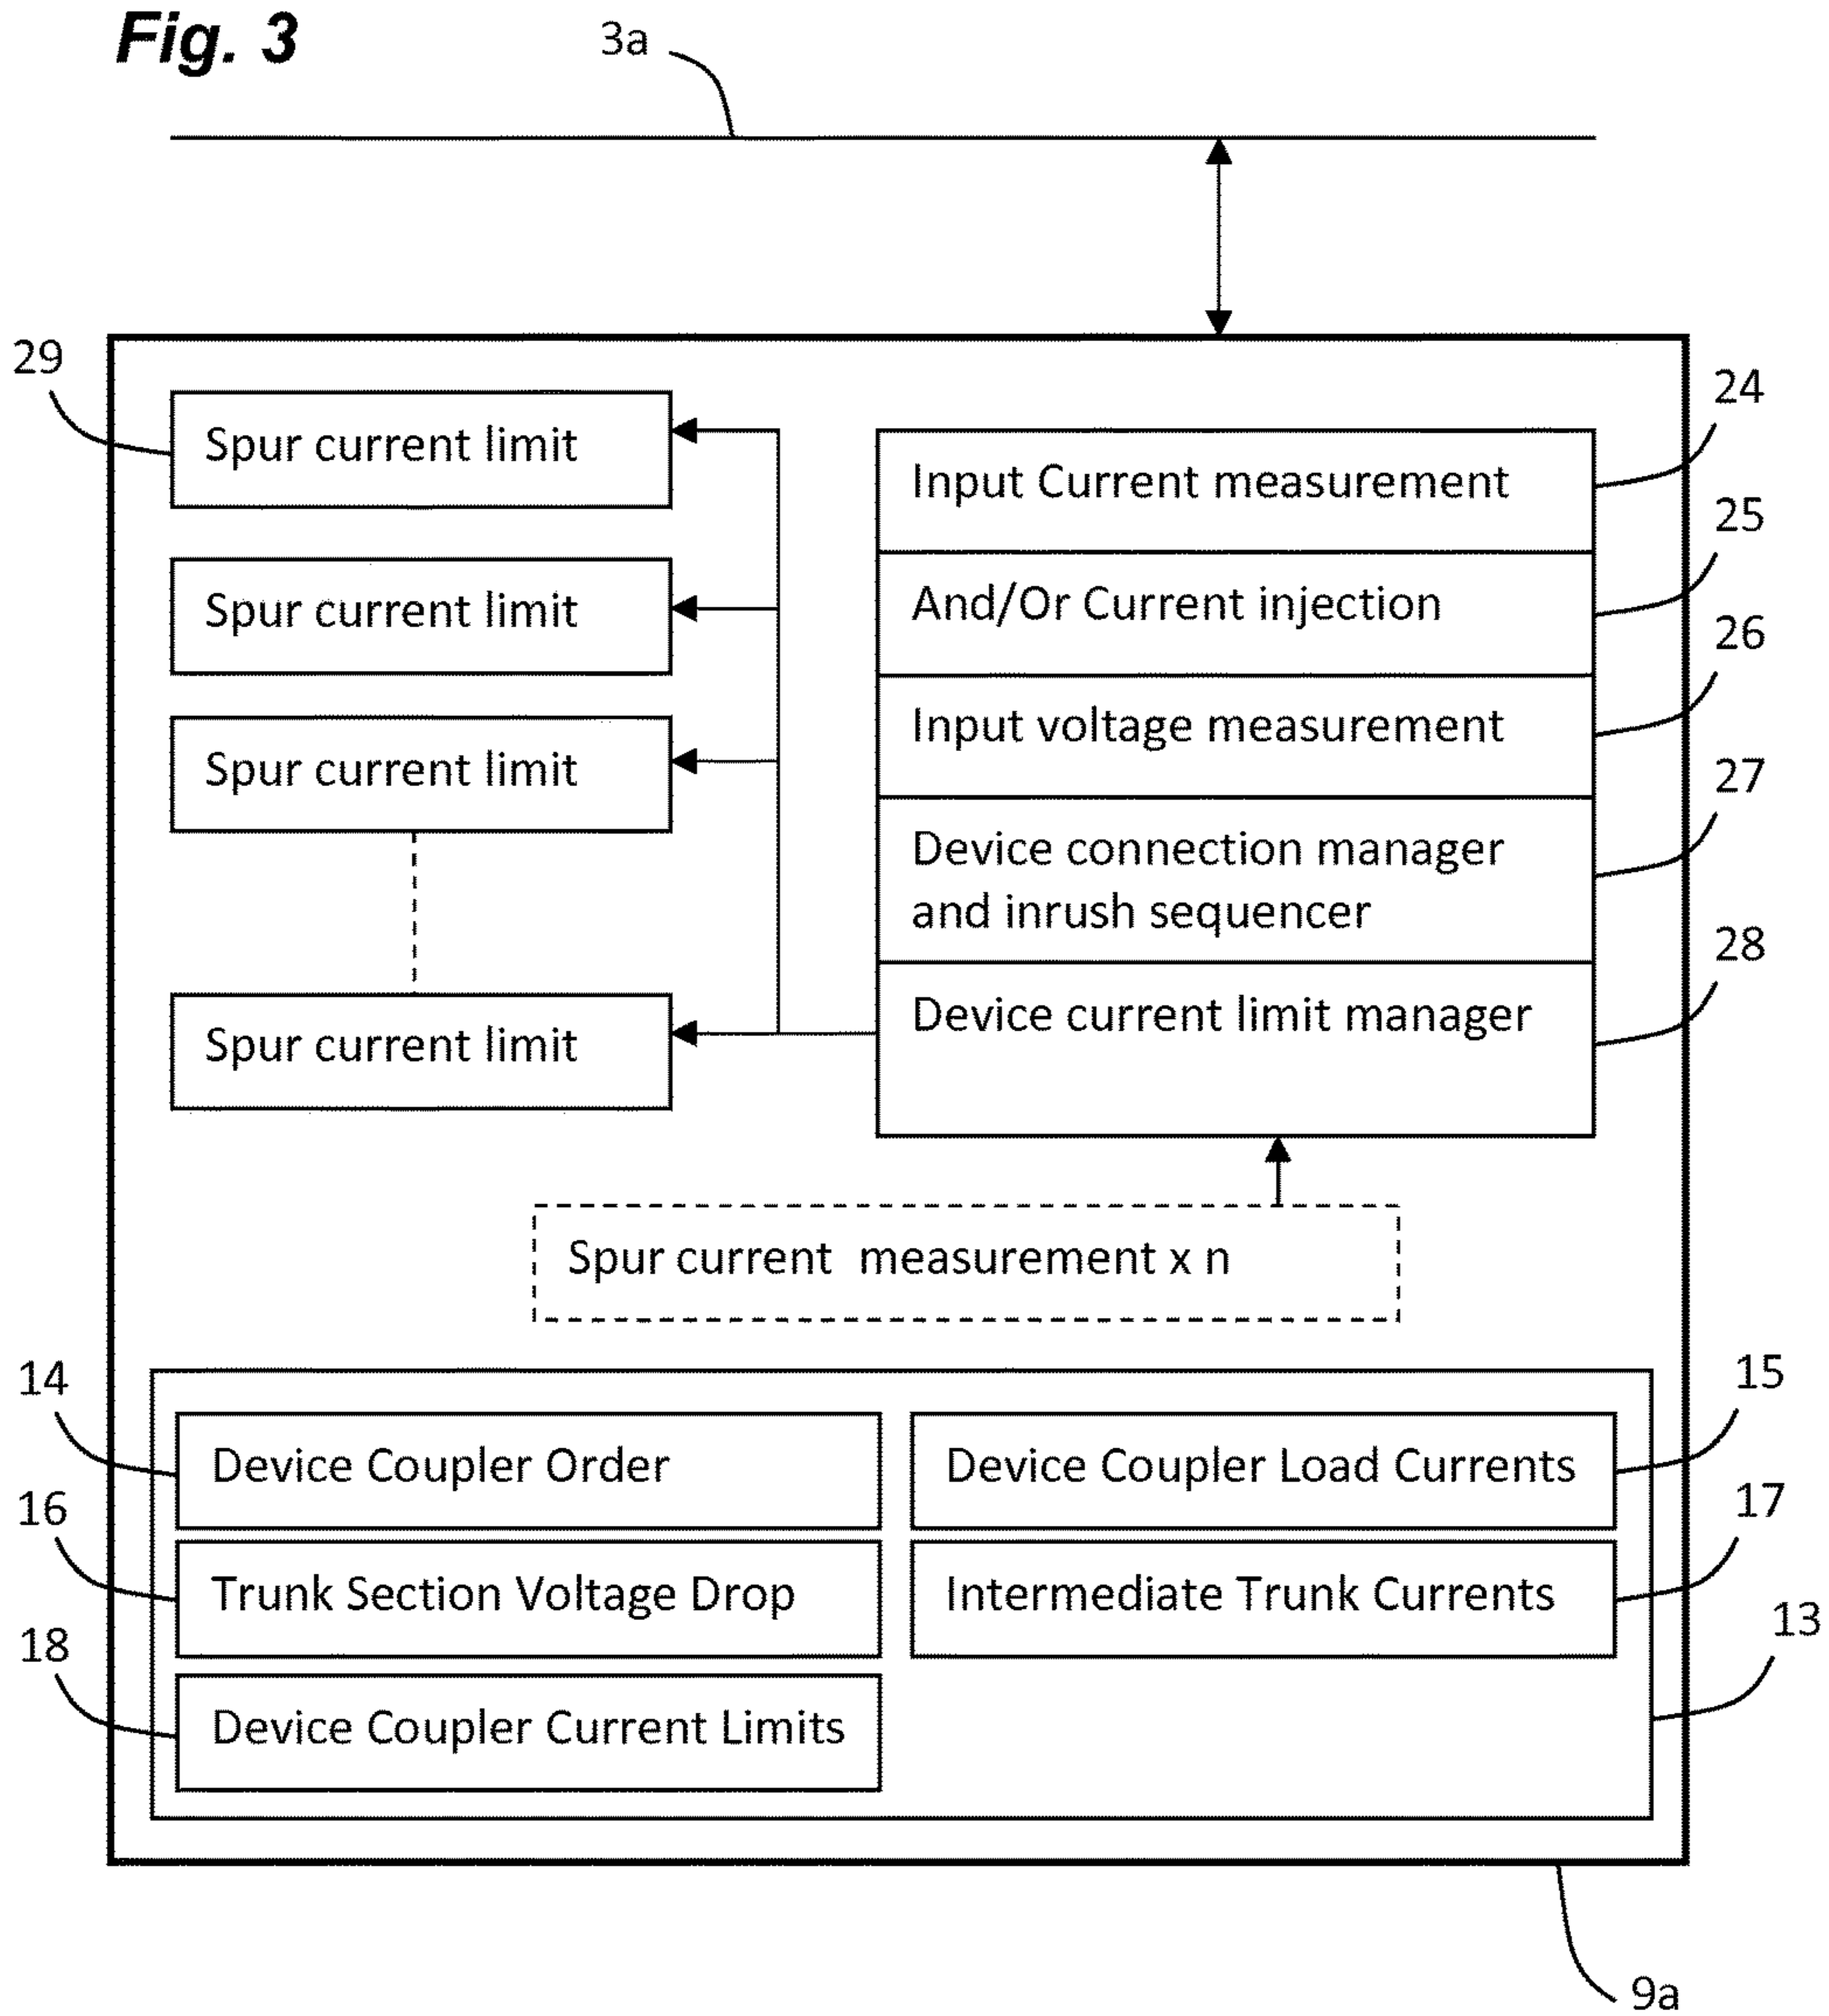 Fig. 3
3a
29
Spur current limit
Spur current limit
Spur current limit
Spur current limit
24
Input Current measurement
25
And/Or Current injection
26
Input voltage measurement
27
Device connection manager
and inrush sequencer
28
Device current limit manager
Spur current measurement x n
14
Device Coupler Order
15
Device Coupler Load Currents
16
Trunk Section Voltage Drop
17
Intermediate Trunk Currents
18
Device Coupler Current Limits
13
9a